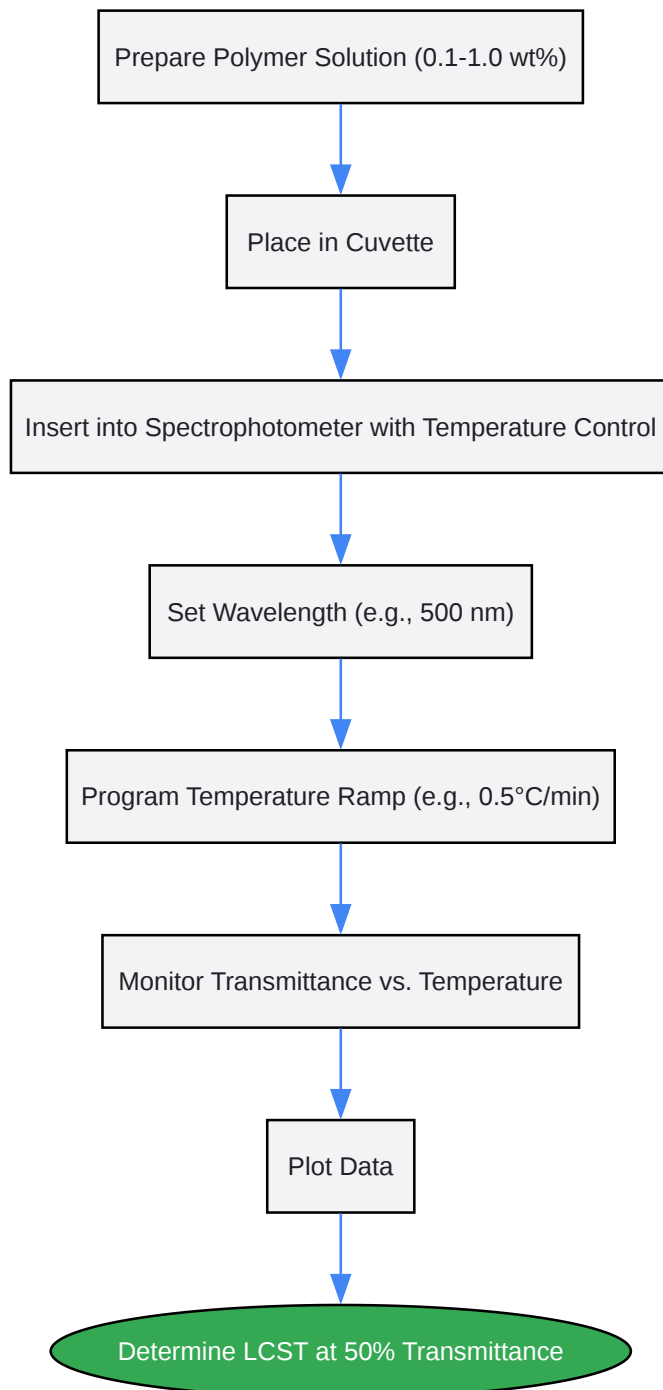 Prepare Polymer Solution (0.1-1.0 wt%)
Place in Cuvette
Insert into Spectrophotometer with Temperature Control
Set Wavelength (e.g., 500 nm)
Program Temperature Ramp (e.g., 0.5°C/min)
Monitor Transmittance vs. Temperature
Plot Data
Determine LCST at 50% Transmittance